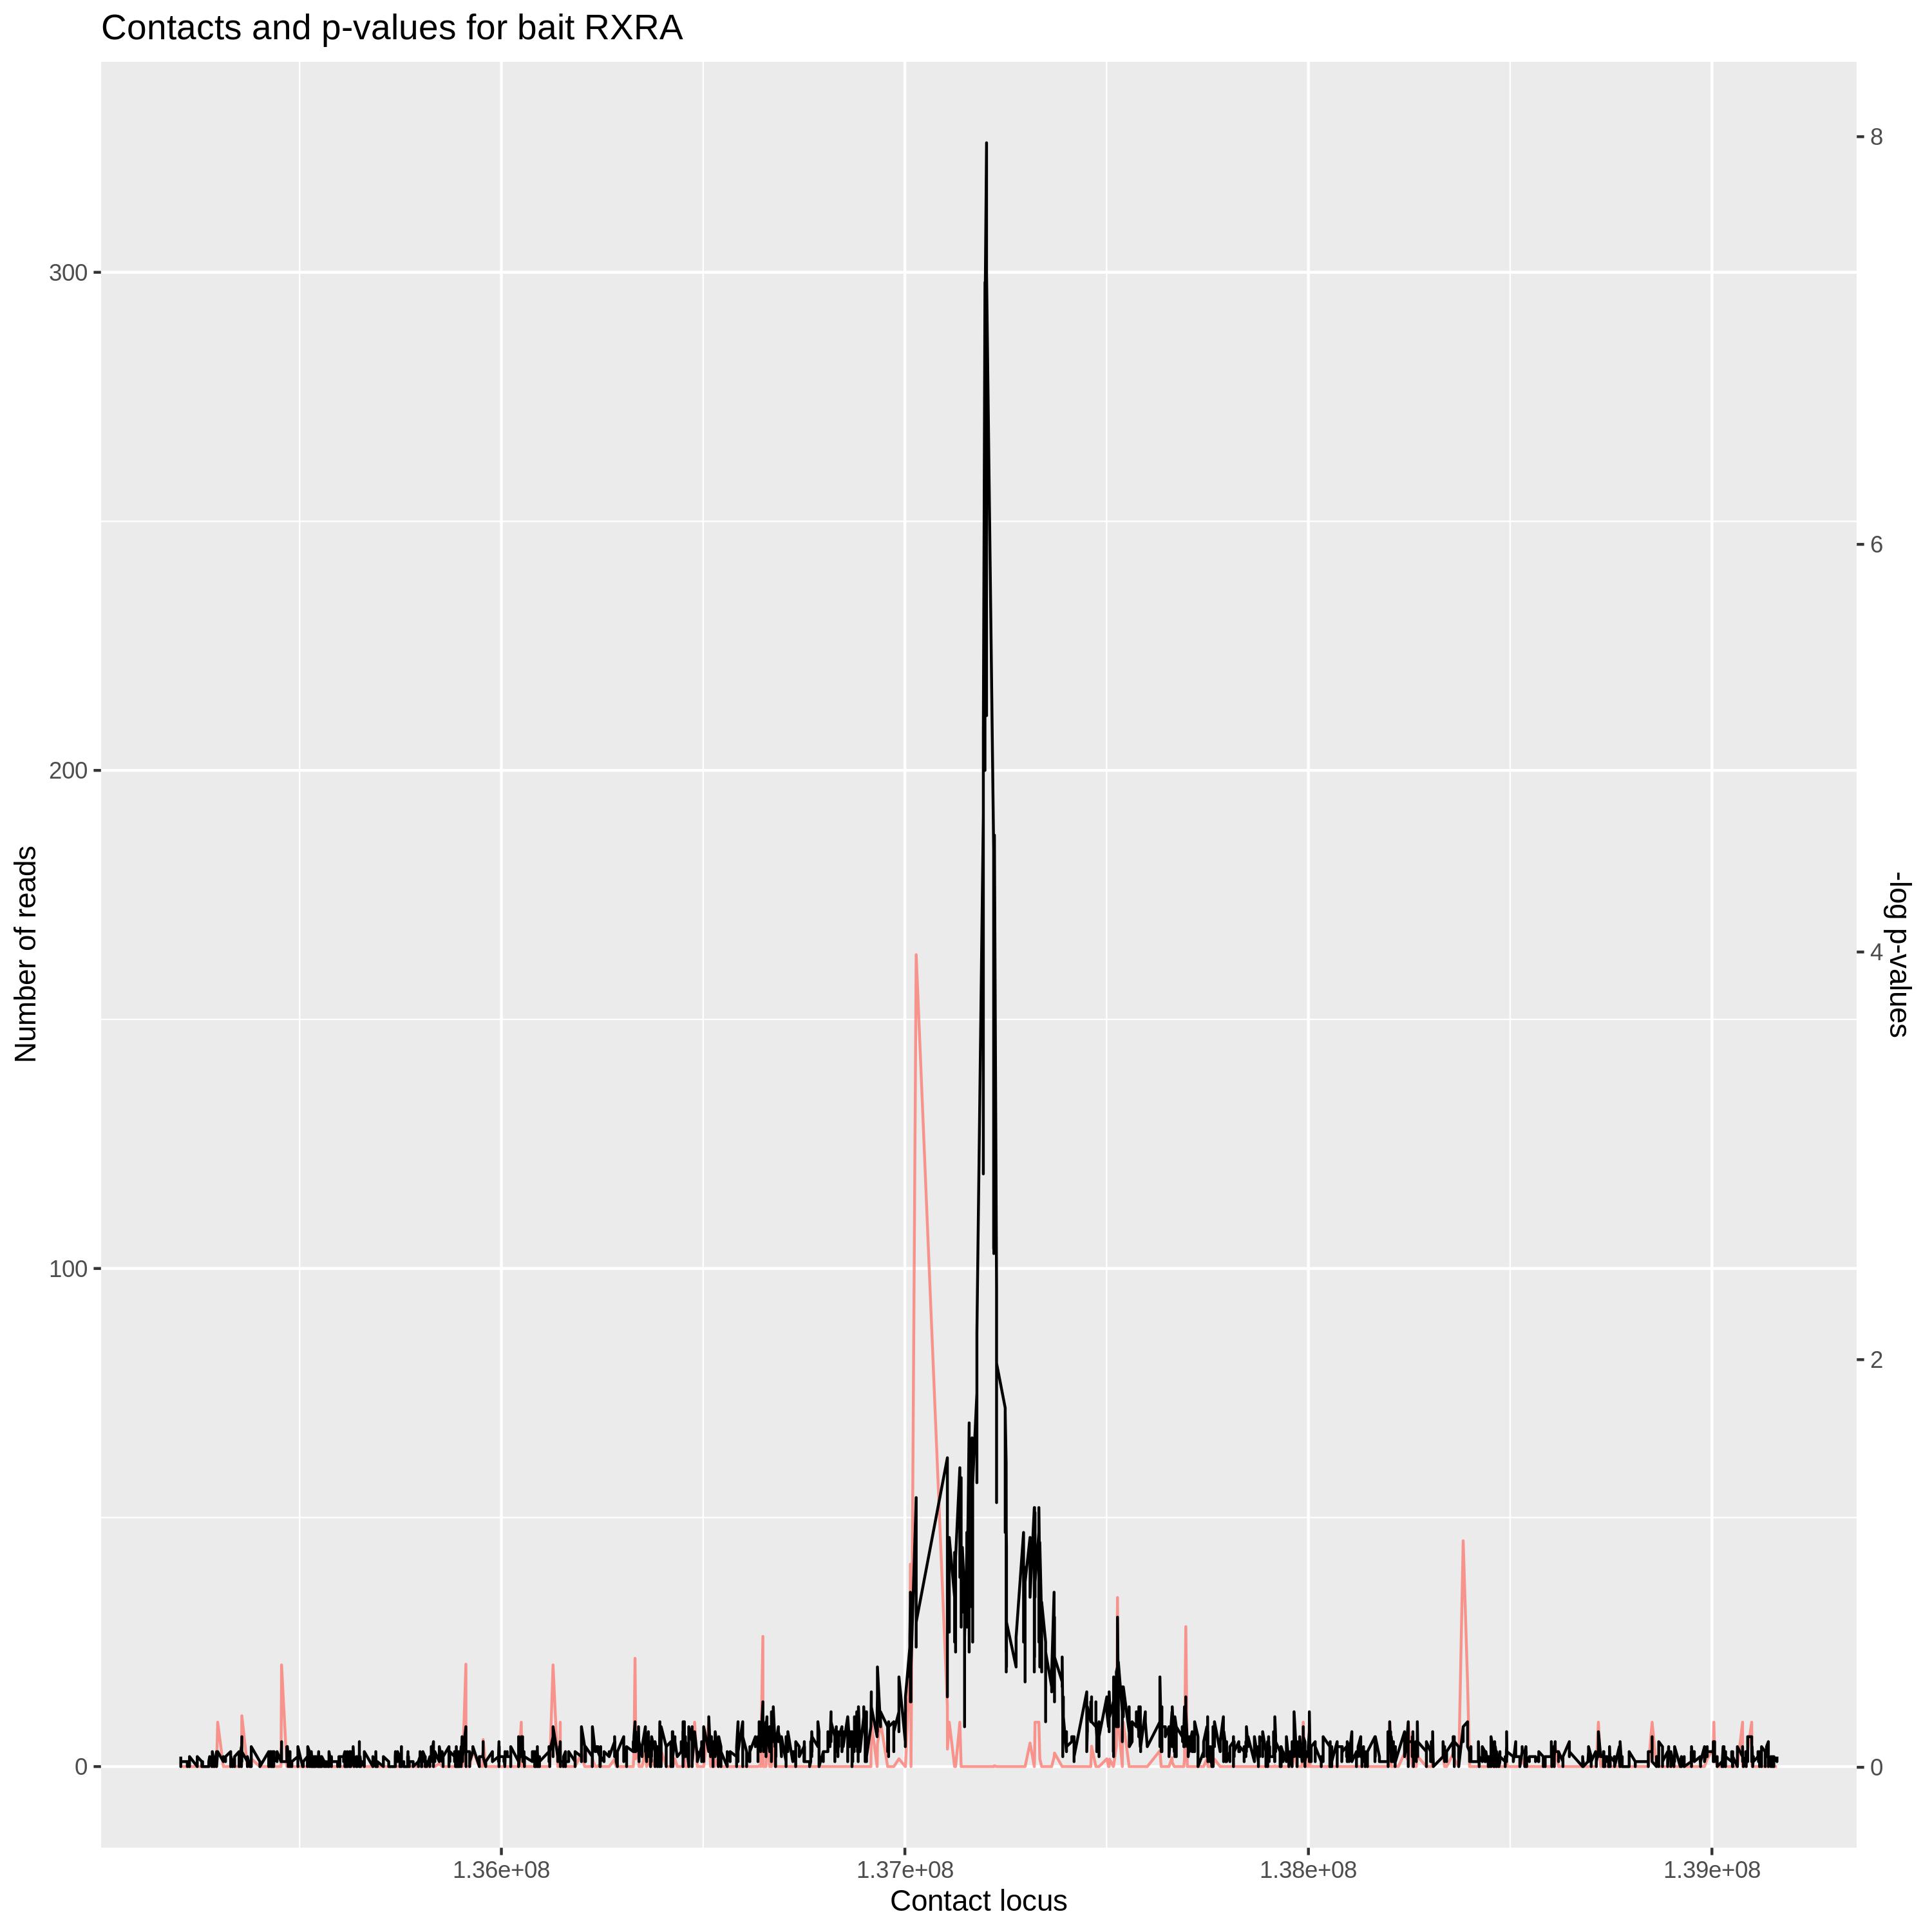 Contacts and p-values for bait RXRA
Number of reads
300
200
100
0
8
6
4
2
0
-log p-values
1.36e+08
1.37e+08
1.38e+08
1.39e+08
Contact locus